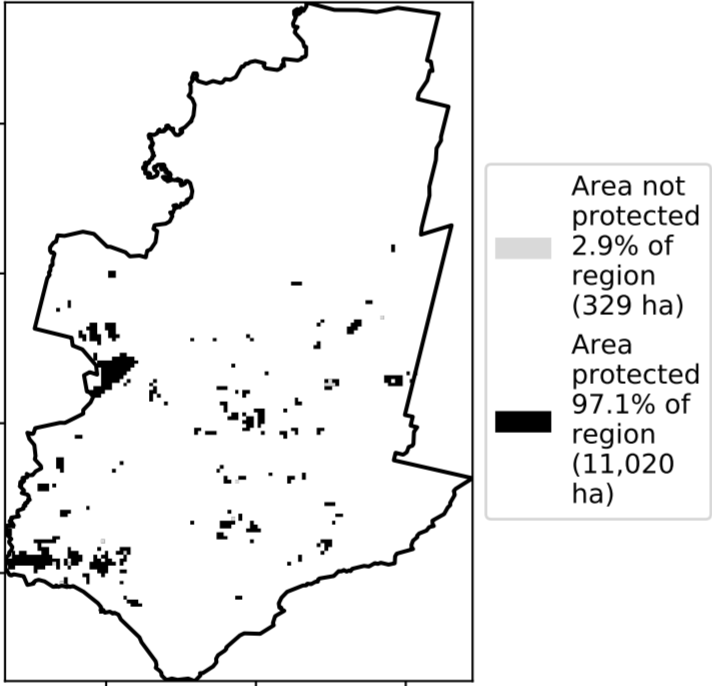 Area not
protected
2.9% of
region
(329 ha)
Area
protected
97.1% of
region
(11,020
ha)